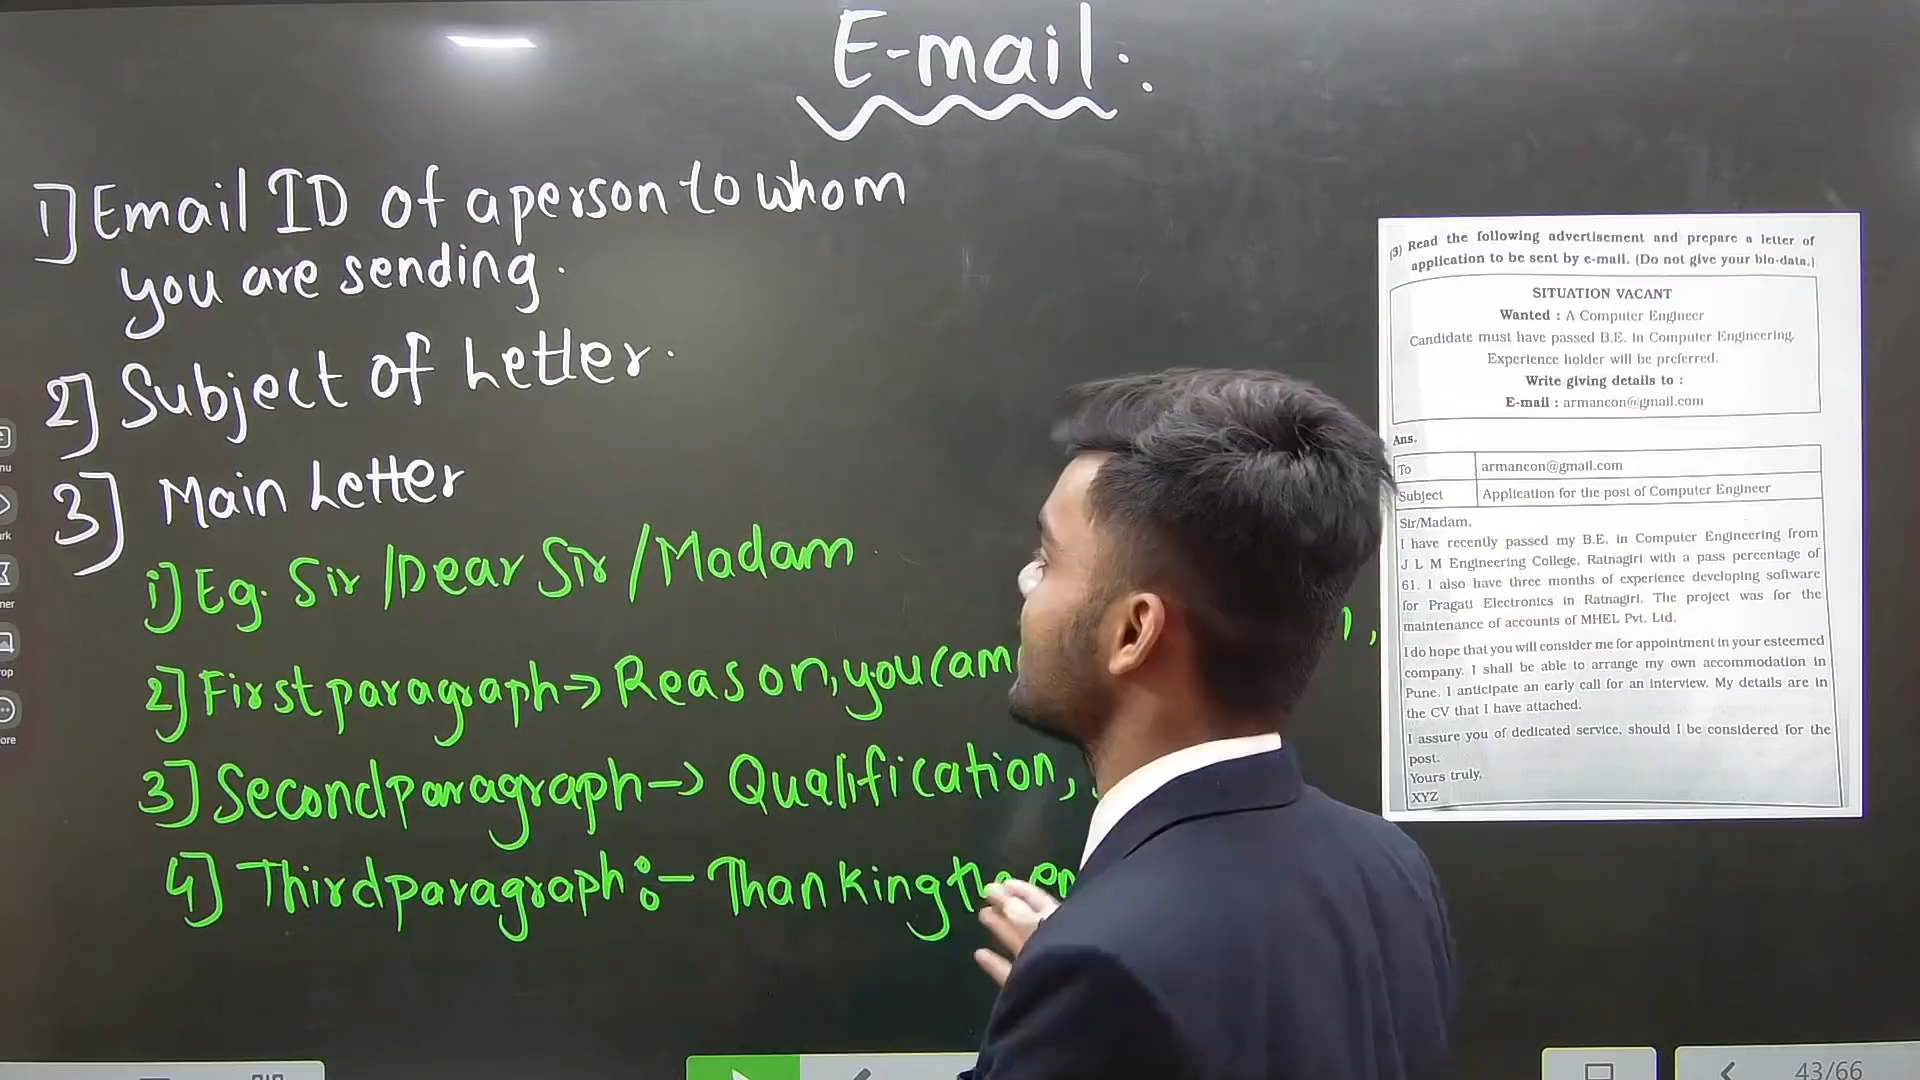 E-mail:
1] Email ID of a person to whom
you are sending.
2] Subject of Letter.
3] Main Letter
1) Eg. Sir / Dear Sir / Madam
2] First paragraph → Reason, you cam
3] Second paragraph → Qualification,
4] Third paragraph :- Thanking
(3) Read the following advertisement and prepare a letter of
application to be sent by e-mail. (Do not give your bio-data.)
SITUATION VACANT
Wanted : A Computer Engineer
Candidate must have passed B.E. in Computer Engineering.
Experience holder will be preferred.
Write giving details to :
E-mail : armancon@gmail.com
Ans.
To armancon@gmail.com
Subject Application for the post of Computer Engineer
Sir/Madam,
I have recently passed my B.E. in Computer Engineering from
J L M Engineering College, Ratnagiri with a pass percentage of
61. I also have three months of experience developing software
for Pragati Electronics in Ratnagiri. The project was for the
maintenance of accounts of MHEL Pvt. Ltd.
I do hope that you will consider me for appointment in your esteemed
company. I shall be able to arrange my own accommodation in
Pune. I anticipate an early call for an interview. My details are in
the CV that I have attached.
I assure you of dedicated service, should I be considered for the
post.
Yours truly,
XYZ
43/66